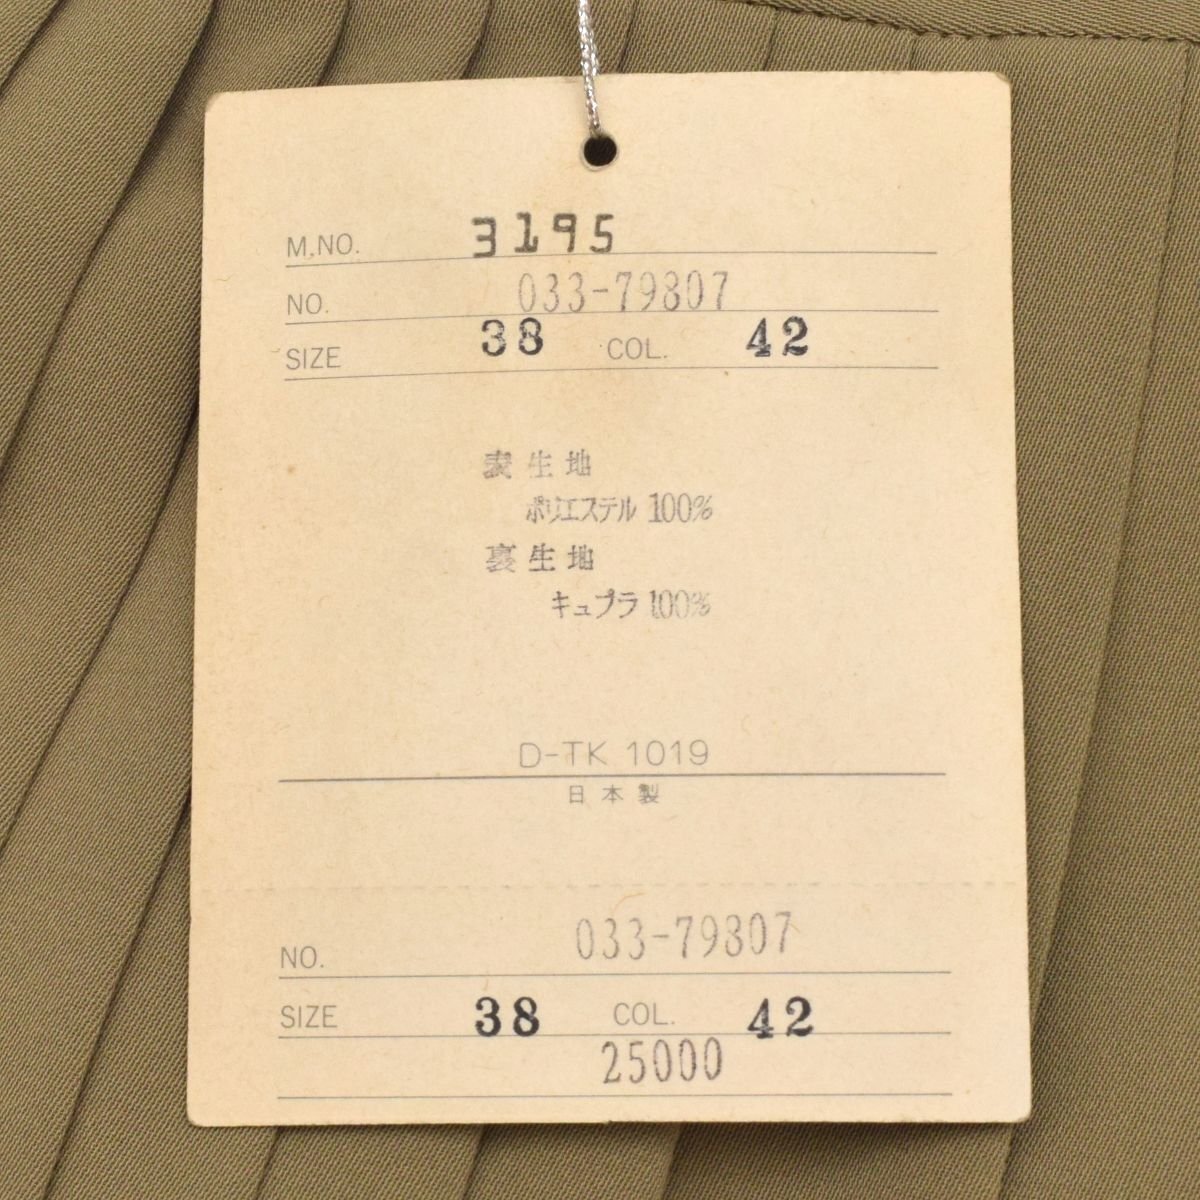 M.NO. 3195
NO. 033-79807
SIZE 38 COL. 42
表生地
ポリエステル 100%
裏生地
キュプラ 100%
D-TK 1019
日本製
NO. 033-79807
SIZE 38 COL. 42
25000